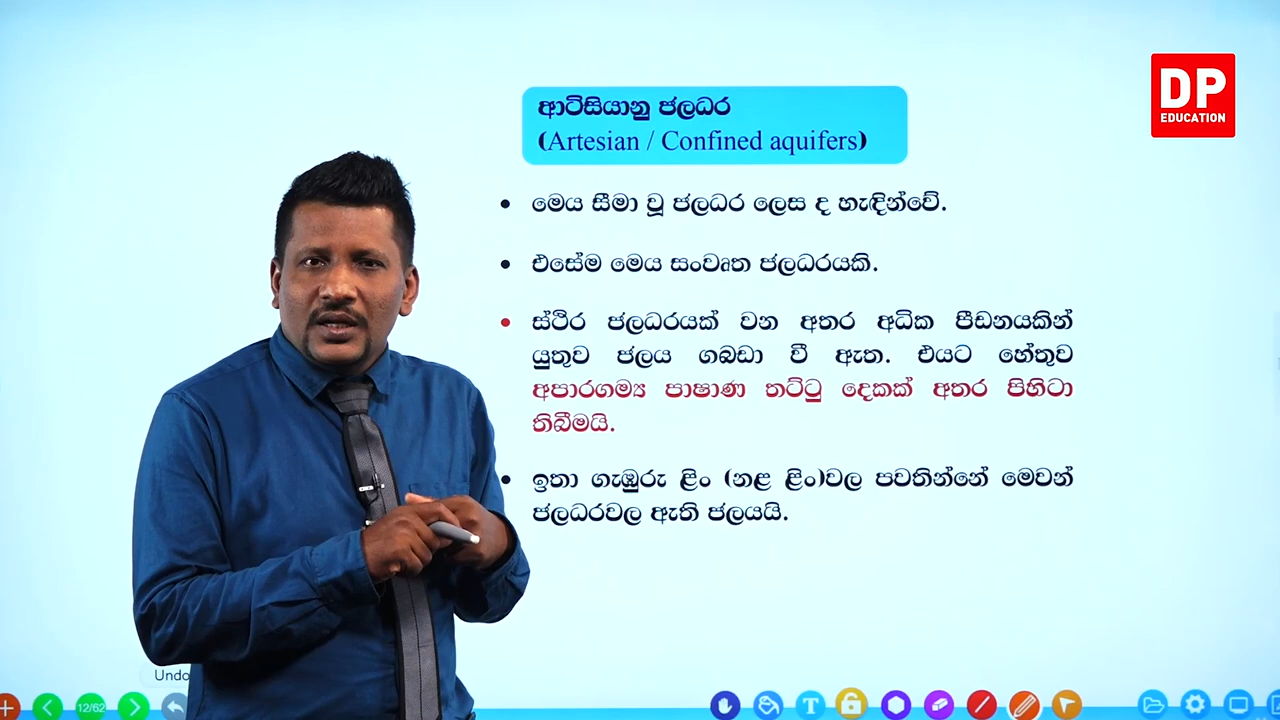 DP
EDUCATION
ආටීසියානු ජලධර
(Artesian / Confined aquifers)
• මෙය සීමා වූ ජලධර ලෙස ද හැඳින්වේ.
• එසේම මෙය සංවෘත ජලධරයකි.
• ස්ථිර ජලධරයක් වන අතර අධික පීඩනයකින්
යුතුව ජලය ගබඩා වී ඇත. එයට හේතුව
අපාරගම්‍ය පාෂාණ තට්ටු දෙකක් අතර පිහිටා
තිබීමයි.
• ඉතා ගැඹුරු ළිං (නළ ළිං)වල පවතින්නේ මෙවන්
ජලධරවල ඇති ජලයයි.
Undo
12/62